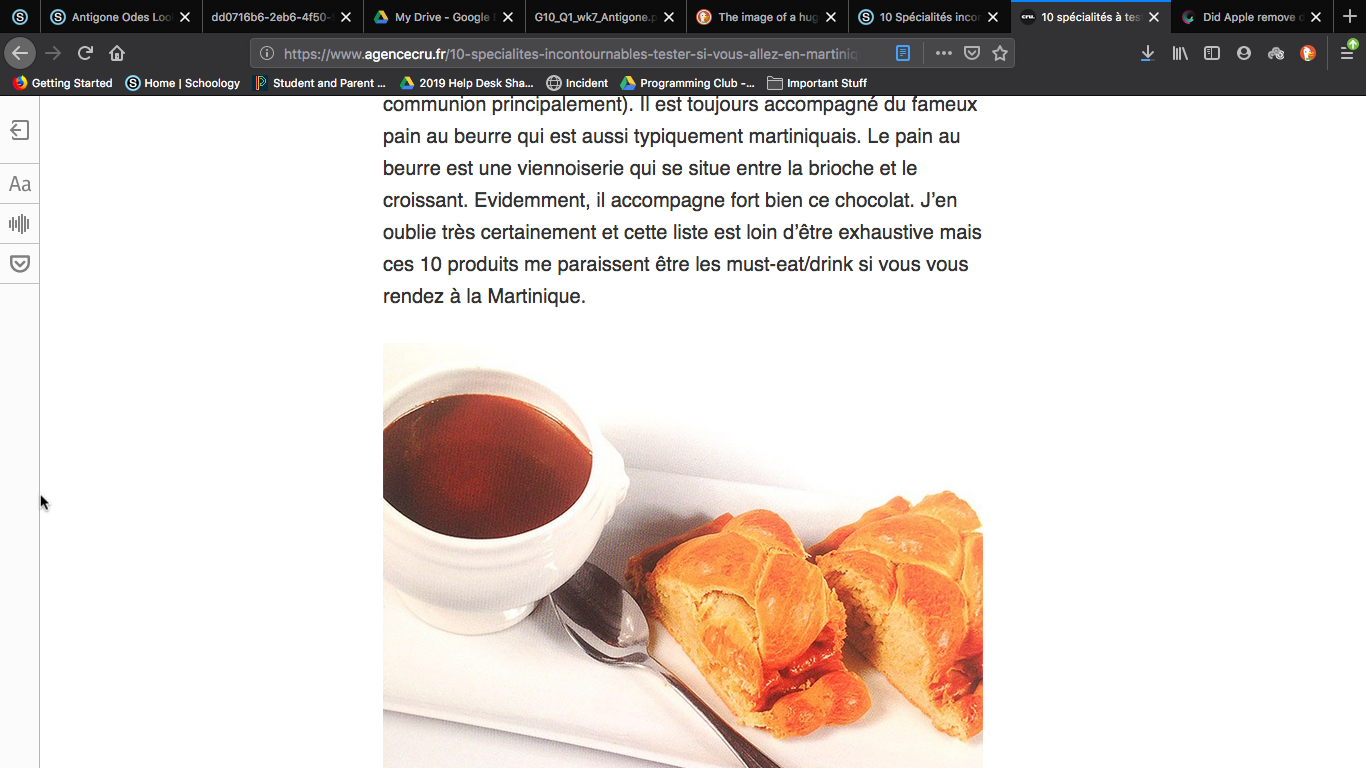 Antigone Odes Loo
dd0716b6-2eb6-4f50-
My Drive - Google
G10_Q1_wk7_Antigone.p
The image of a hug
10 Spécialités incon
10 spécialités à tes
Did Apple remove
https://www.agencecru.fr/10-specialites-incontournables-tester-si-vous-allez-en-martiniq
Getting Started
Home | Schoology
Student and Parent ...
2019 Help Desk Sha...
Incident
Programming Club -...
Important Stuff
Aa
communion principalement). Il est toujours accompagné du fameux
pain au beurre qui est aussi typiquement martiniquais. Le pain au
beurre est une viennoiserie qui se situe entre la brioche et le
croissant. Evidemment, il accompagne fort bien ce chocolat. J’en
oublie très certainement et cette liste est loin d’être exhaustive mais
ces 10 produits me paraissent être les must-eat/drink si vous vous
rendez à la Martinique.